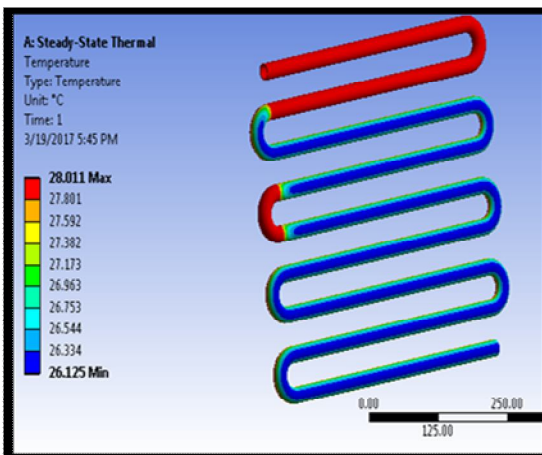 A: Steady-State Thermal
Temperature
Type: Temperature
Unit: °C
Time: 1
3/19/2017 5:45 PM
28.011 Max
27.801
27.592
27.382
27.173
26.963
26.753
26.544
26.334
26.125 Min
0.00 250.00
125.00